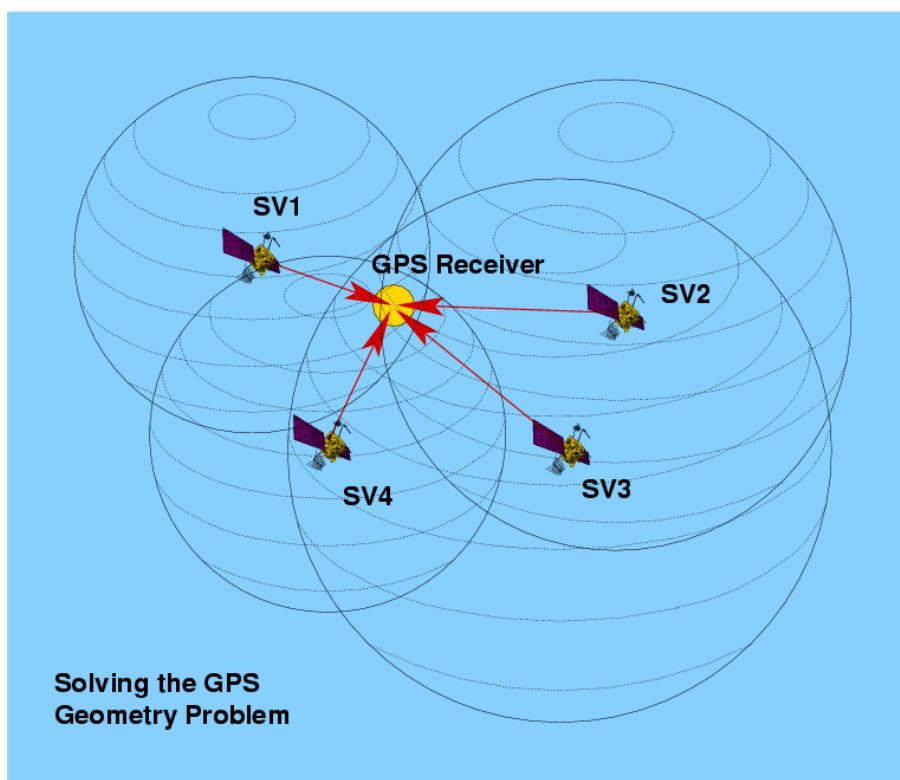 SV1
GPS Receiver
SV2
SV4
SV3
Solving the GPS
Geometry Problem